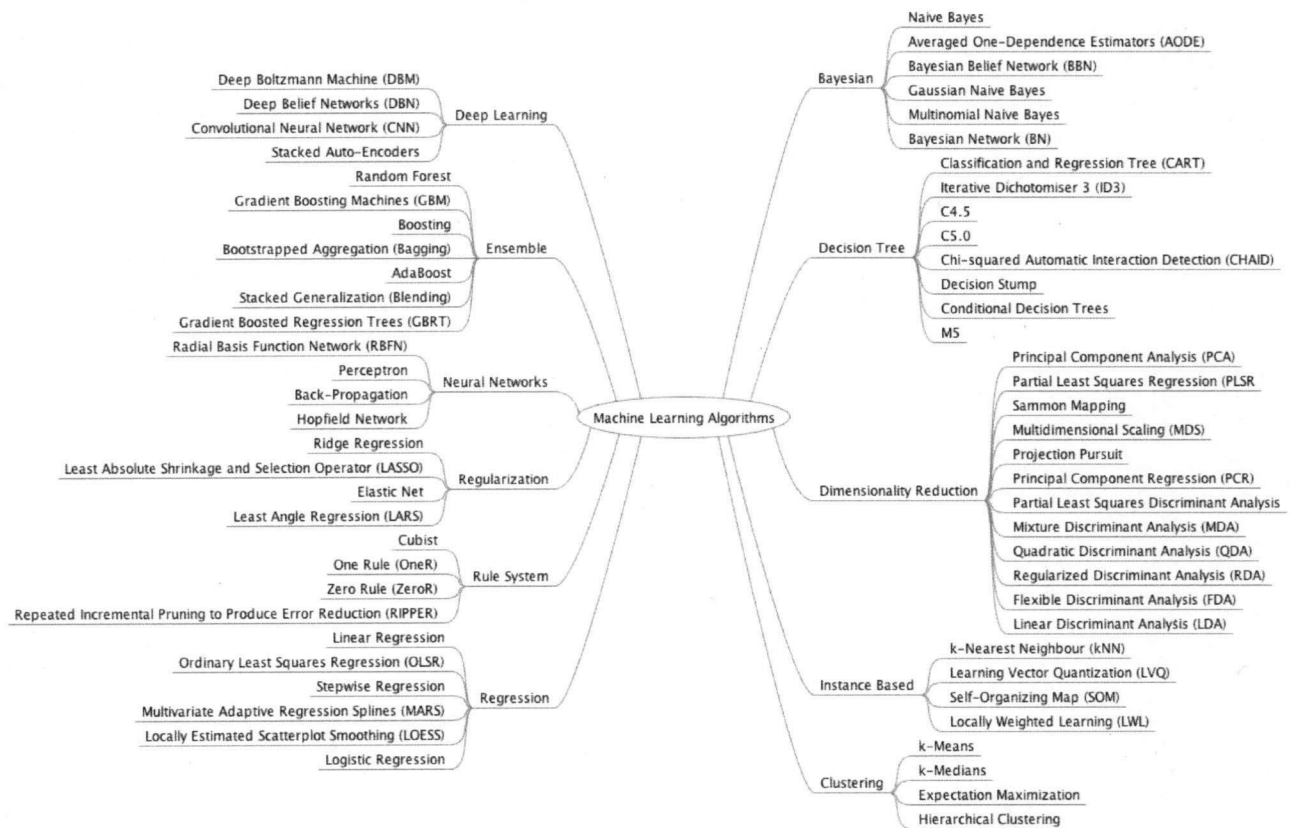 Machine Learning Algorithms
Deep Learning
Deep Boltzmann Machine (DBM)
Deep Belief Networks (DBN)
Convolutional Neural Network (CNN)
Stacked Auto-Encoders
Ensemble
Random Forest
Gradient Boosting Machines (GBM)
Boosting
Bootstrapped Aggregation (Bagging)
AdaBoost
Stacked Generalization (Blending)
Gradient Boosted Regression Trees (GBRT)
Neural Networks
Radial Basis Function Network (RBFN)
Perceptron
Back-Propagation
Hopfield Network
Regularization
Ridge Regression
Least Absolute Shrinkage and Selection Operator (LASSO)
Elastic Net
Least Angle Regression (LARS)
Rule System
Cubist
One Rule (OneR)
Zero Rule (ZeroR)
Repeated Incremental Pruning to Produce Error Reduction (RIPPER)
Regression
Linear Regression
Ordinary Least Squares Regression (OLSR)
Stepwise Regression
Multivariate Adaptive Regression Splines (MARS)
Locally Estimated Scatterplot Smoothing (LOESS)
Logistic Regression
Bayesian
Naive Bayes
Averaged One-Dependence Estimators (AODE)
Bayesian Belief Network (BBN)
Gaussian Naive Bayes
Multinomial Naive Bayes
Bayesian Network (BN)
Decision Tree
Classification and Regression Tree (CART)
Iterative Dichotomiser 3 (ID3)
C4.5
C5.0
Chi-squared Automatic Interaction Detection (CHAID)
Decision Stump
Conditional Decision Trees
M5
Dimensionality Reduction
Principal Component Analysis (PCA)
Partial Least Squares Regression (PLSR
Sammon Mapping
Multidimensional Scaling (MDS)
Projection Pursuit
Principal Component Regression (PCR)
Partial Least Squares Discriminant Analysis
Mixture Discriminant Analysis (MDA)
Quadratic Discriminant Analysis (QDA)
Regularized Discriminant Analysis (RDA)
Flexible Discriminant Analysis (FDA)
Linear Discriminant Analysis (LDA)
Instance Based
k-Nearest Neighbour (kNN)
Learning Vector Quantization (LVQ)
Self-Organizing Map (SOM)
Locally Weighted Learning (LWL)
Clustering
k-Means
k-Medians
Expectation Maximization
Hierarchical Clustering